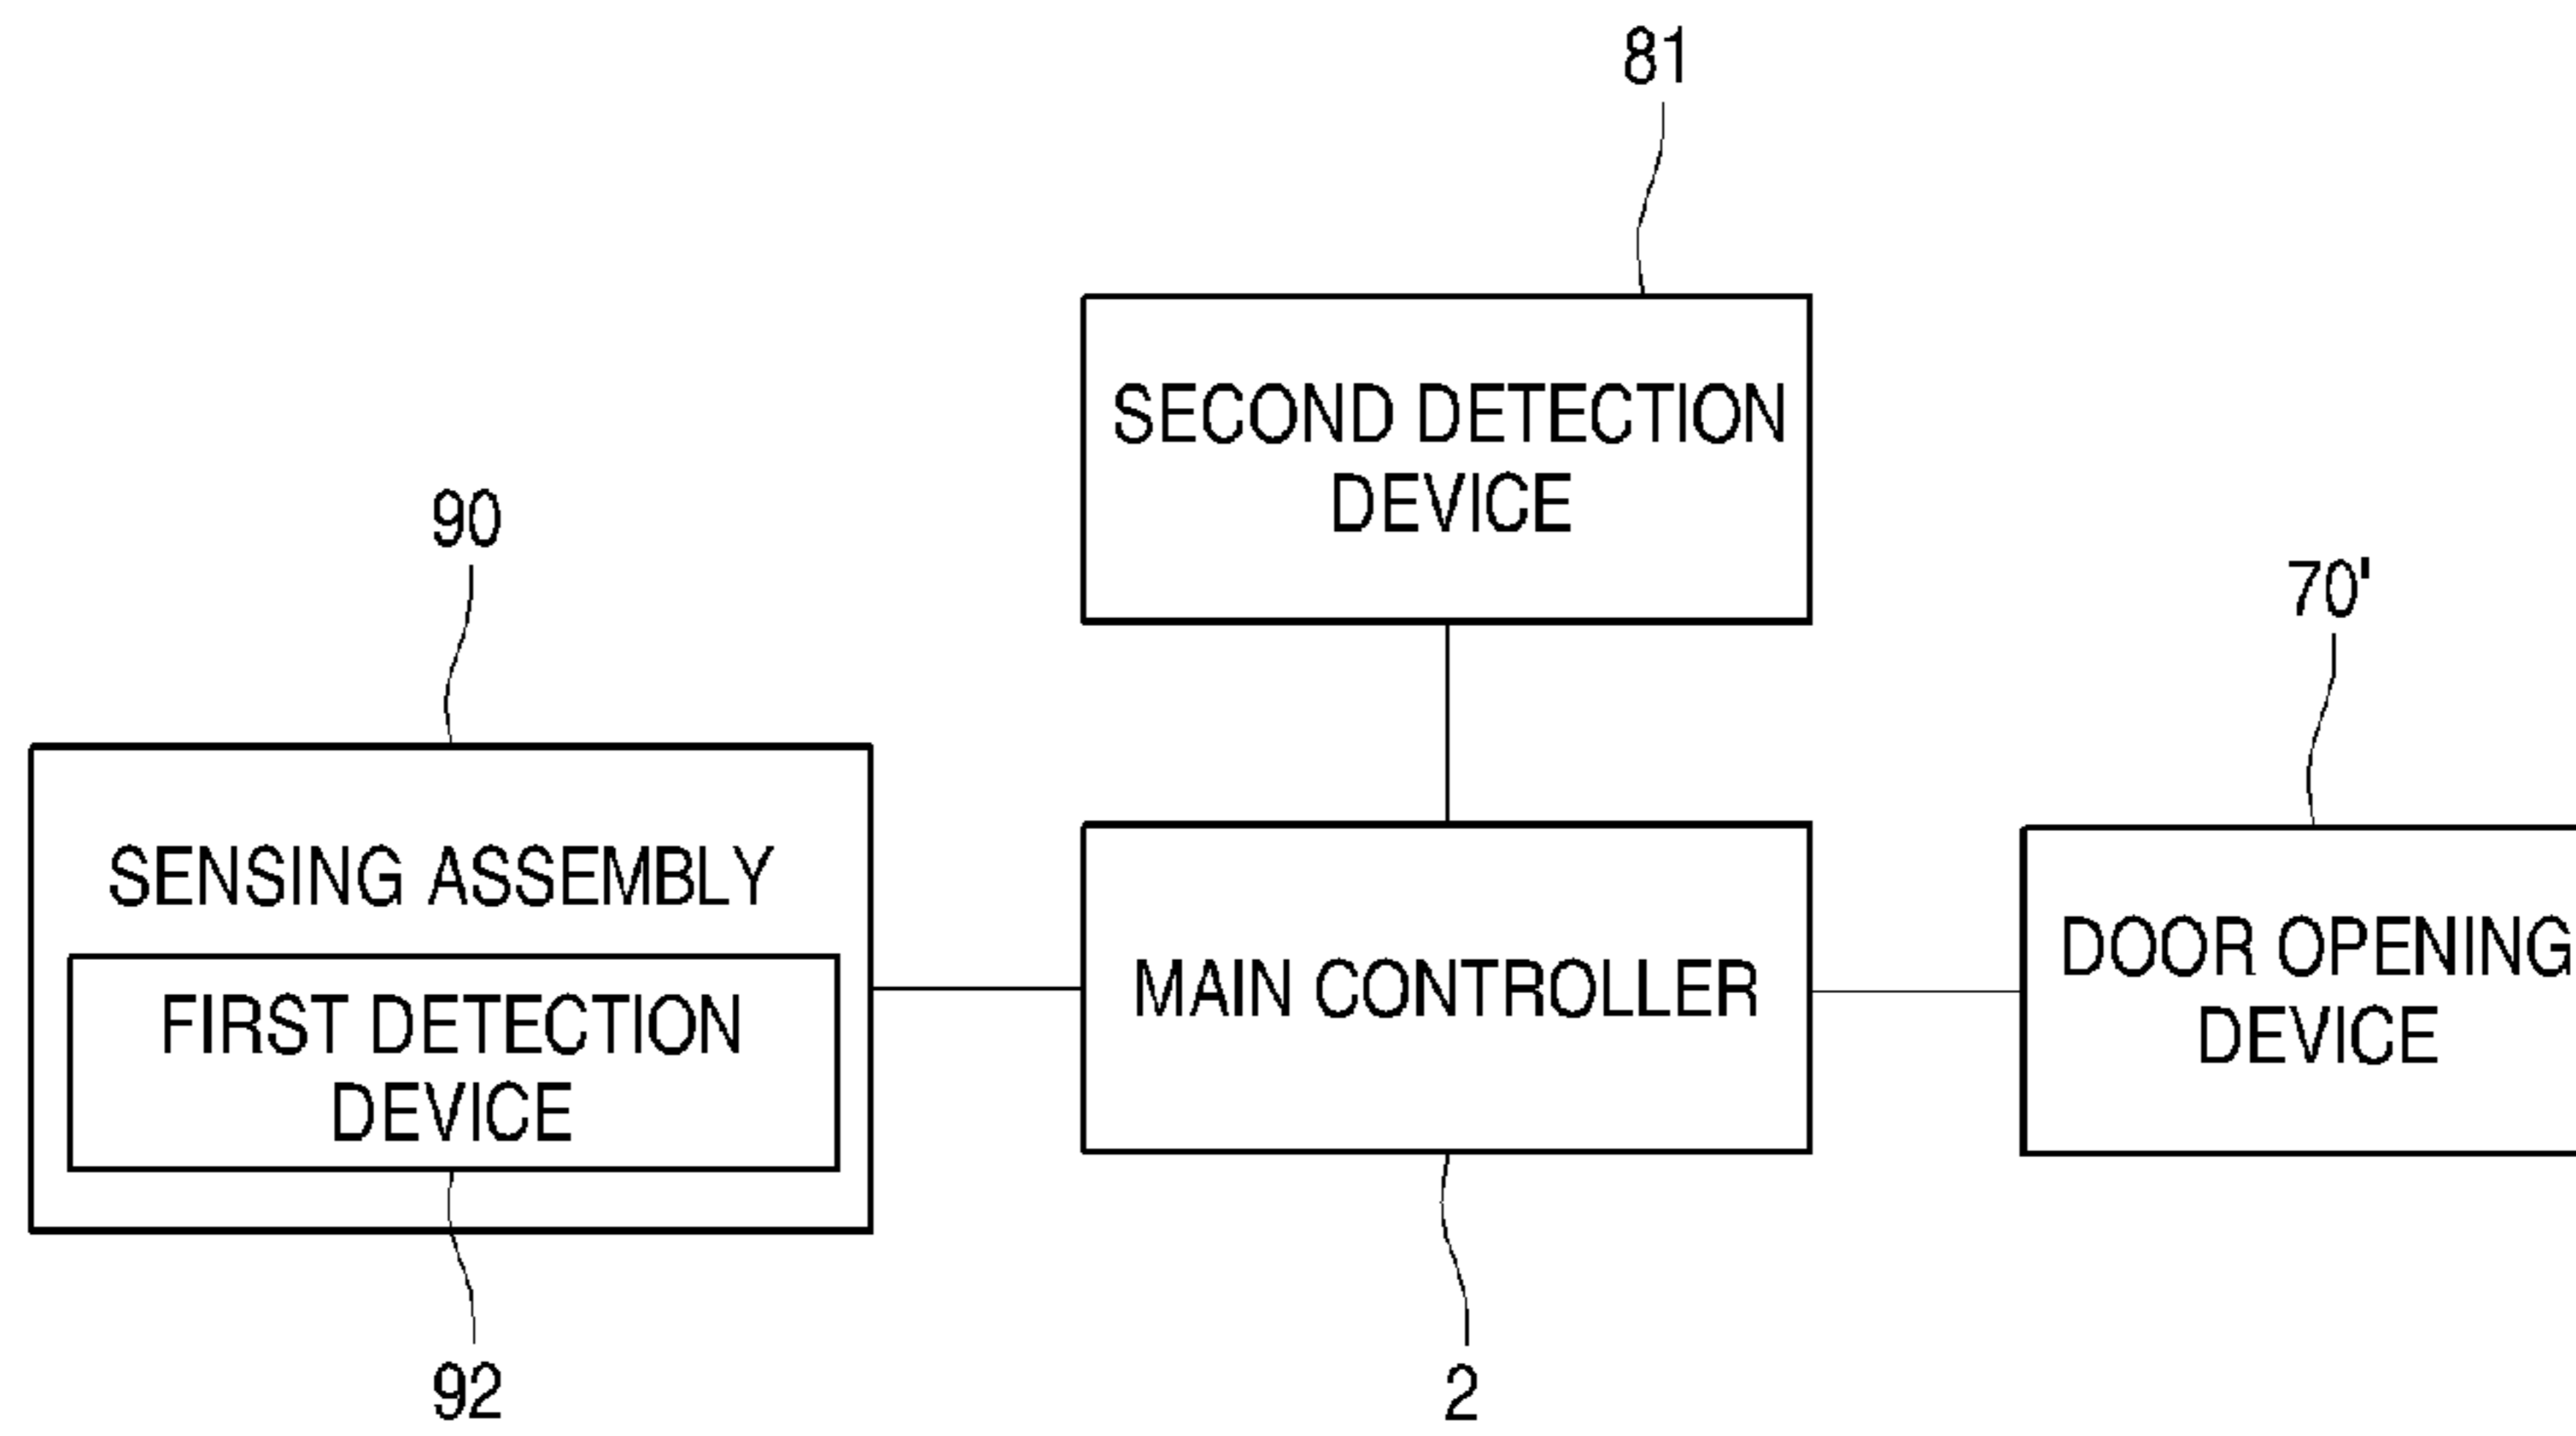 81
SECOND DETECTION
DEVICE
90
70'
SENSING ASSEMBLY
FIRST DETECTION
DEVICE
MAIN CONTROLLER
DOOR OPENING
DEVICE
92
2